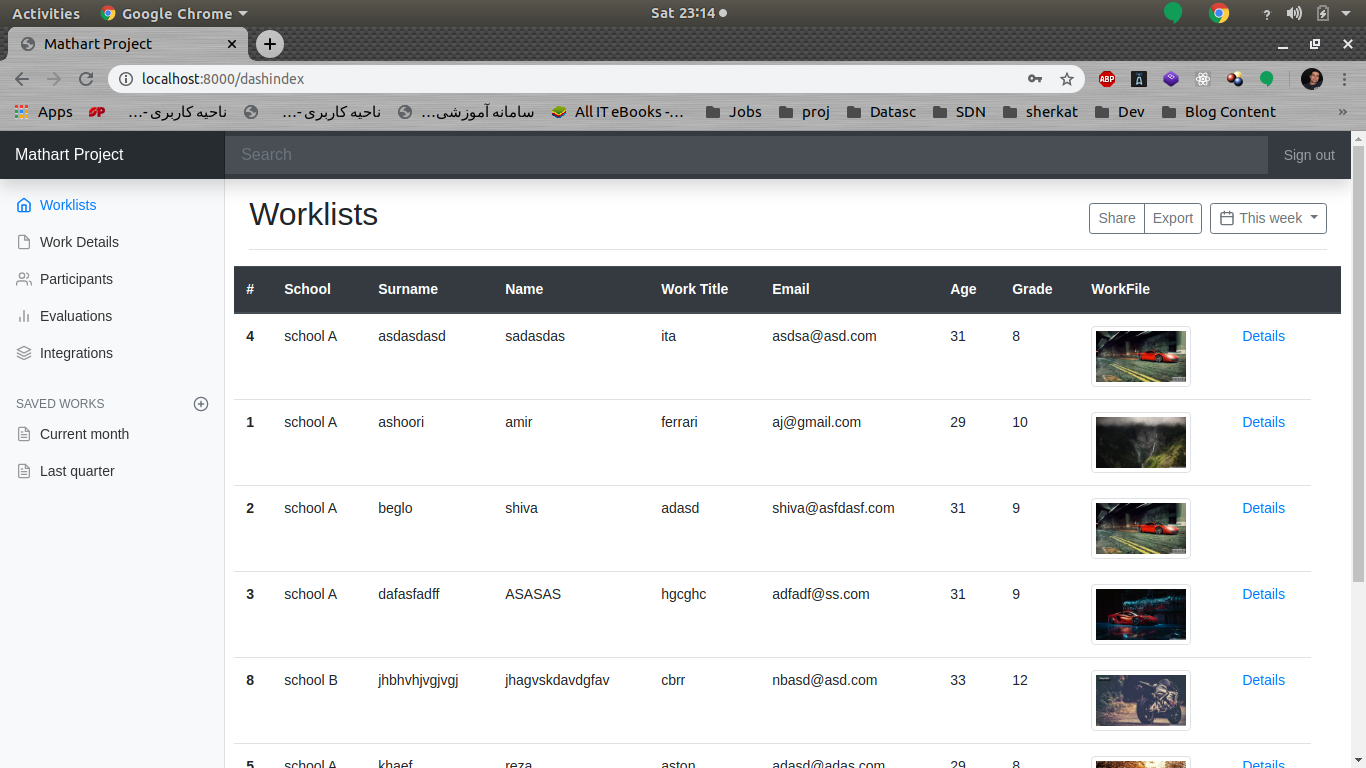 Activities Google Chrome Sat 23:14
Mathart Project
localhost:8000/dashindex
Apps ناحیه کاربری -... ناحیه کاربری -... سامانه آموزشی... All IT eBooks -... Jobs proj Datasc SDN sherkat Dev Blog Content »
Mathart Project Search Sign out
Worklists
Work Details
Participants
Evaluations
Integrations
SAVED WORKS
Current month
Last quarter
Worklists Share Export This week
# School Surname Name Work Title Email Age Grade WorkFile
4 school A asdasdasd sadasdas ita asdsa@asd.com 31 8 Details
1 school A ashoori amir ferrari aj@gmail.com 29 10 Details
2 school A beglo shiva adasd shiva@asfdasf.com 31 9 Details
3 school A dafasfadff ASASAS hgcghc adfadf@ss.com 31 9 Details
8 school B jhbhvhjvgjvgj jhagvskdavdgfav cbrr nbasd@asd.com 33 12 Details
5 school A khaef reza aston adasd@adas.com 29 8 Details